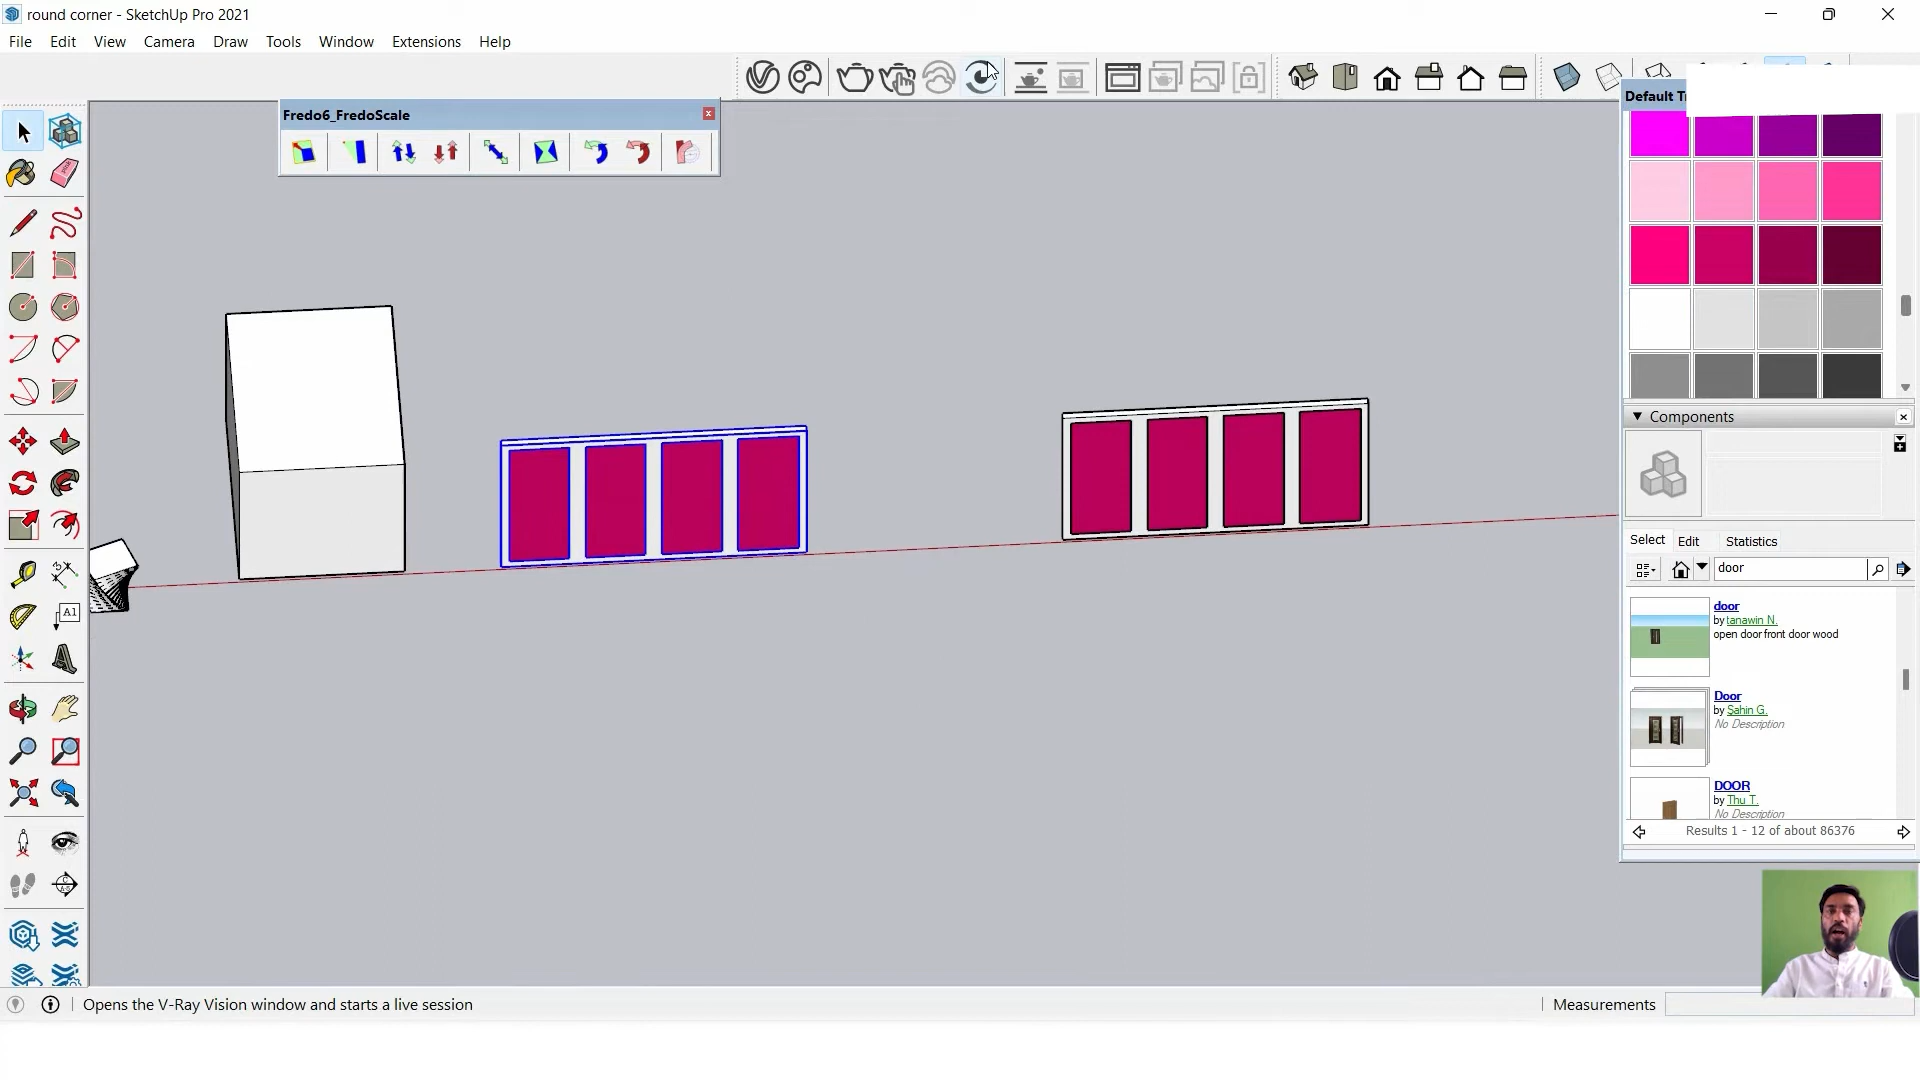 round corner - SketchUp Pro 2021
File Edit View Camera Draw Tools Window Extensions Help
Fredo6_FredoScale
Default Tr
A1
Components
Select Edit Statistics
door
door
by tanawin N.
open door front door wood
Door
by Şahin G.
No Description
DOOR
by Thu T.
No Description
Results 1 - 12 of about 86376
Opens the V-Ray Vision window and starts a live session
Measurements